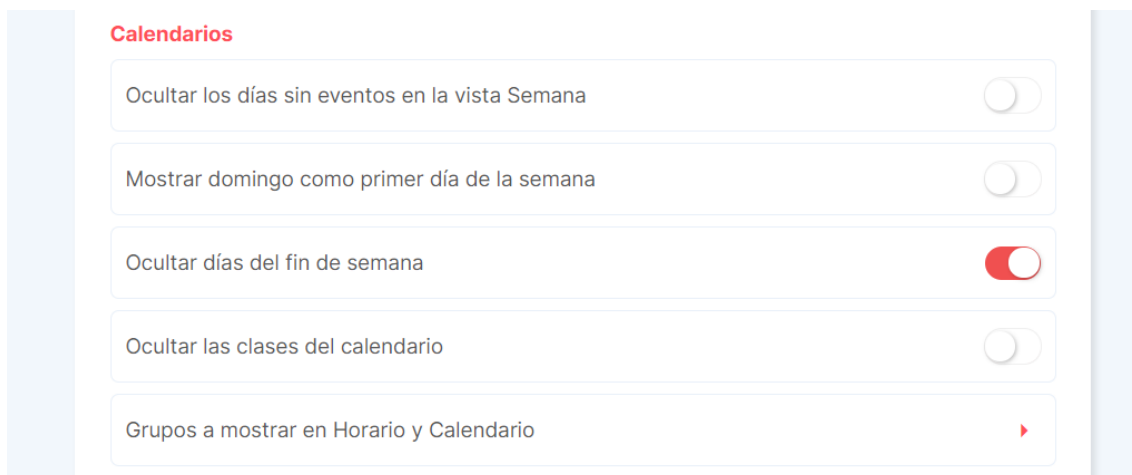 Calendarios
Ocultar los días sin eventos en la vista Semana
Mostrar domingo como primer día de la semana
Ocultar días del fin de semana
Ocultar las clases del calendario
Grupos a mostrar en Horario y Calendario